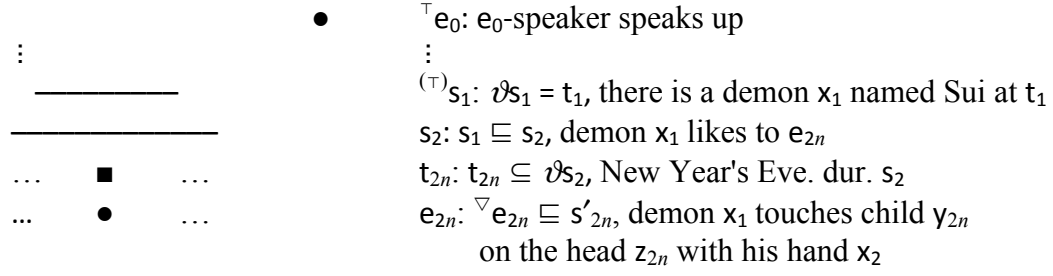 ● ᵀe₀: e₀-speaker speaks up
⋮ ⋮
⁽ᵀ⁾s₁: ϑs₁ = t₁, there is a demon x₁ named Sui at t₁
s₂: s₁ ⊑ s₂, demon x₁ likes to e₂ₙ
… ■ … t₂ₙ: t₂ₙ ⊆ ϑs₂, New Year's Eve. dur. s₂
... ● … e₂ₙ: ▽e₂ₙ ⊑ s′₂ₙ, demon x₁ touches child y₂ₙ
on the head z₂ₙ with his hand x₂